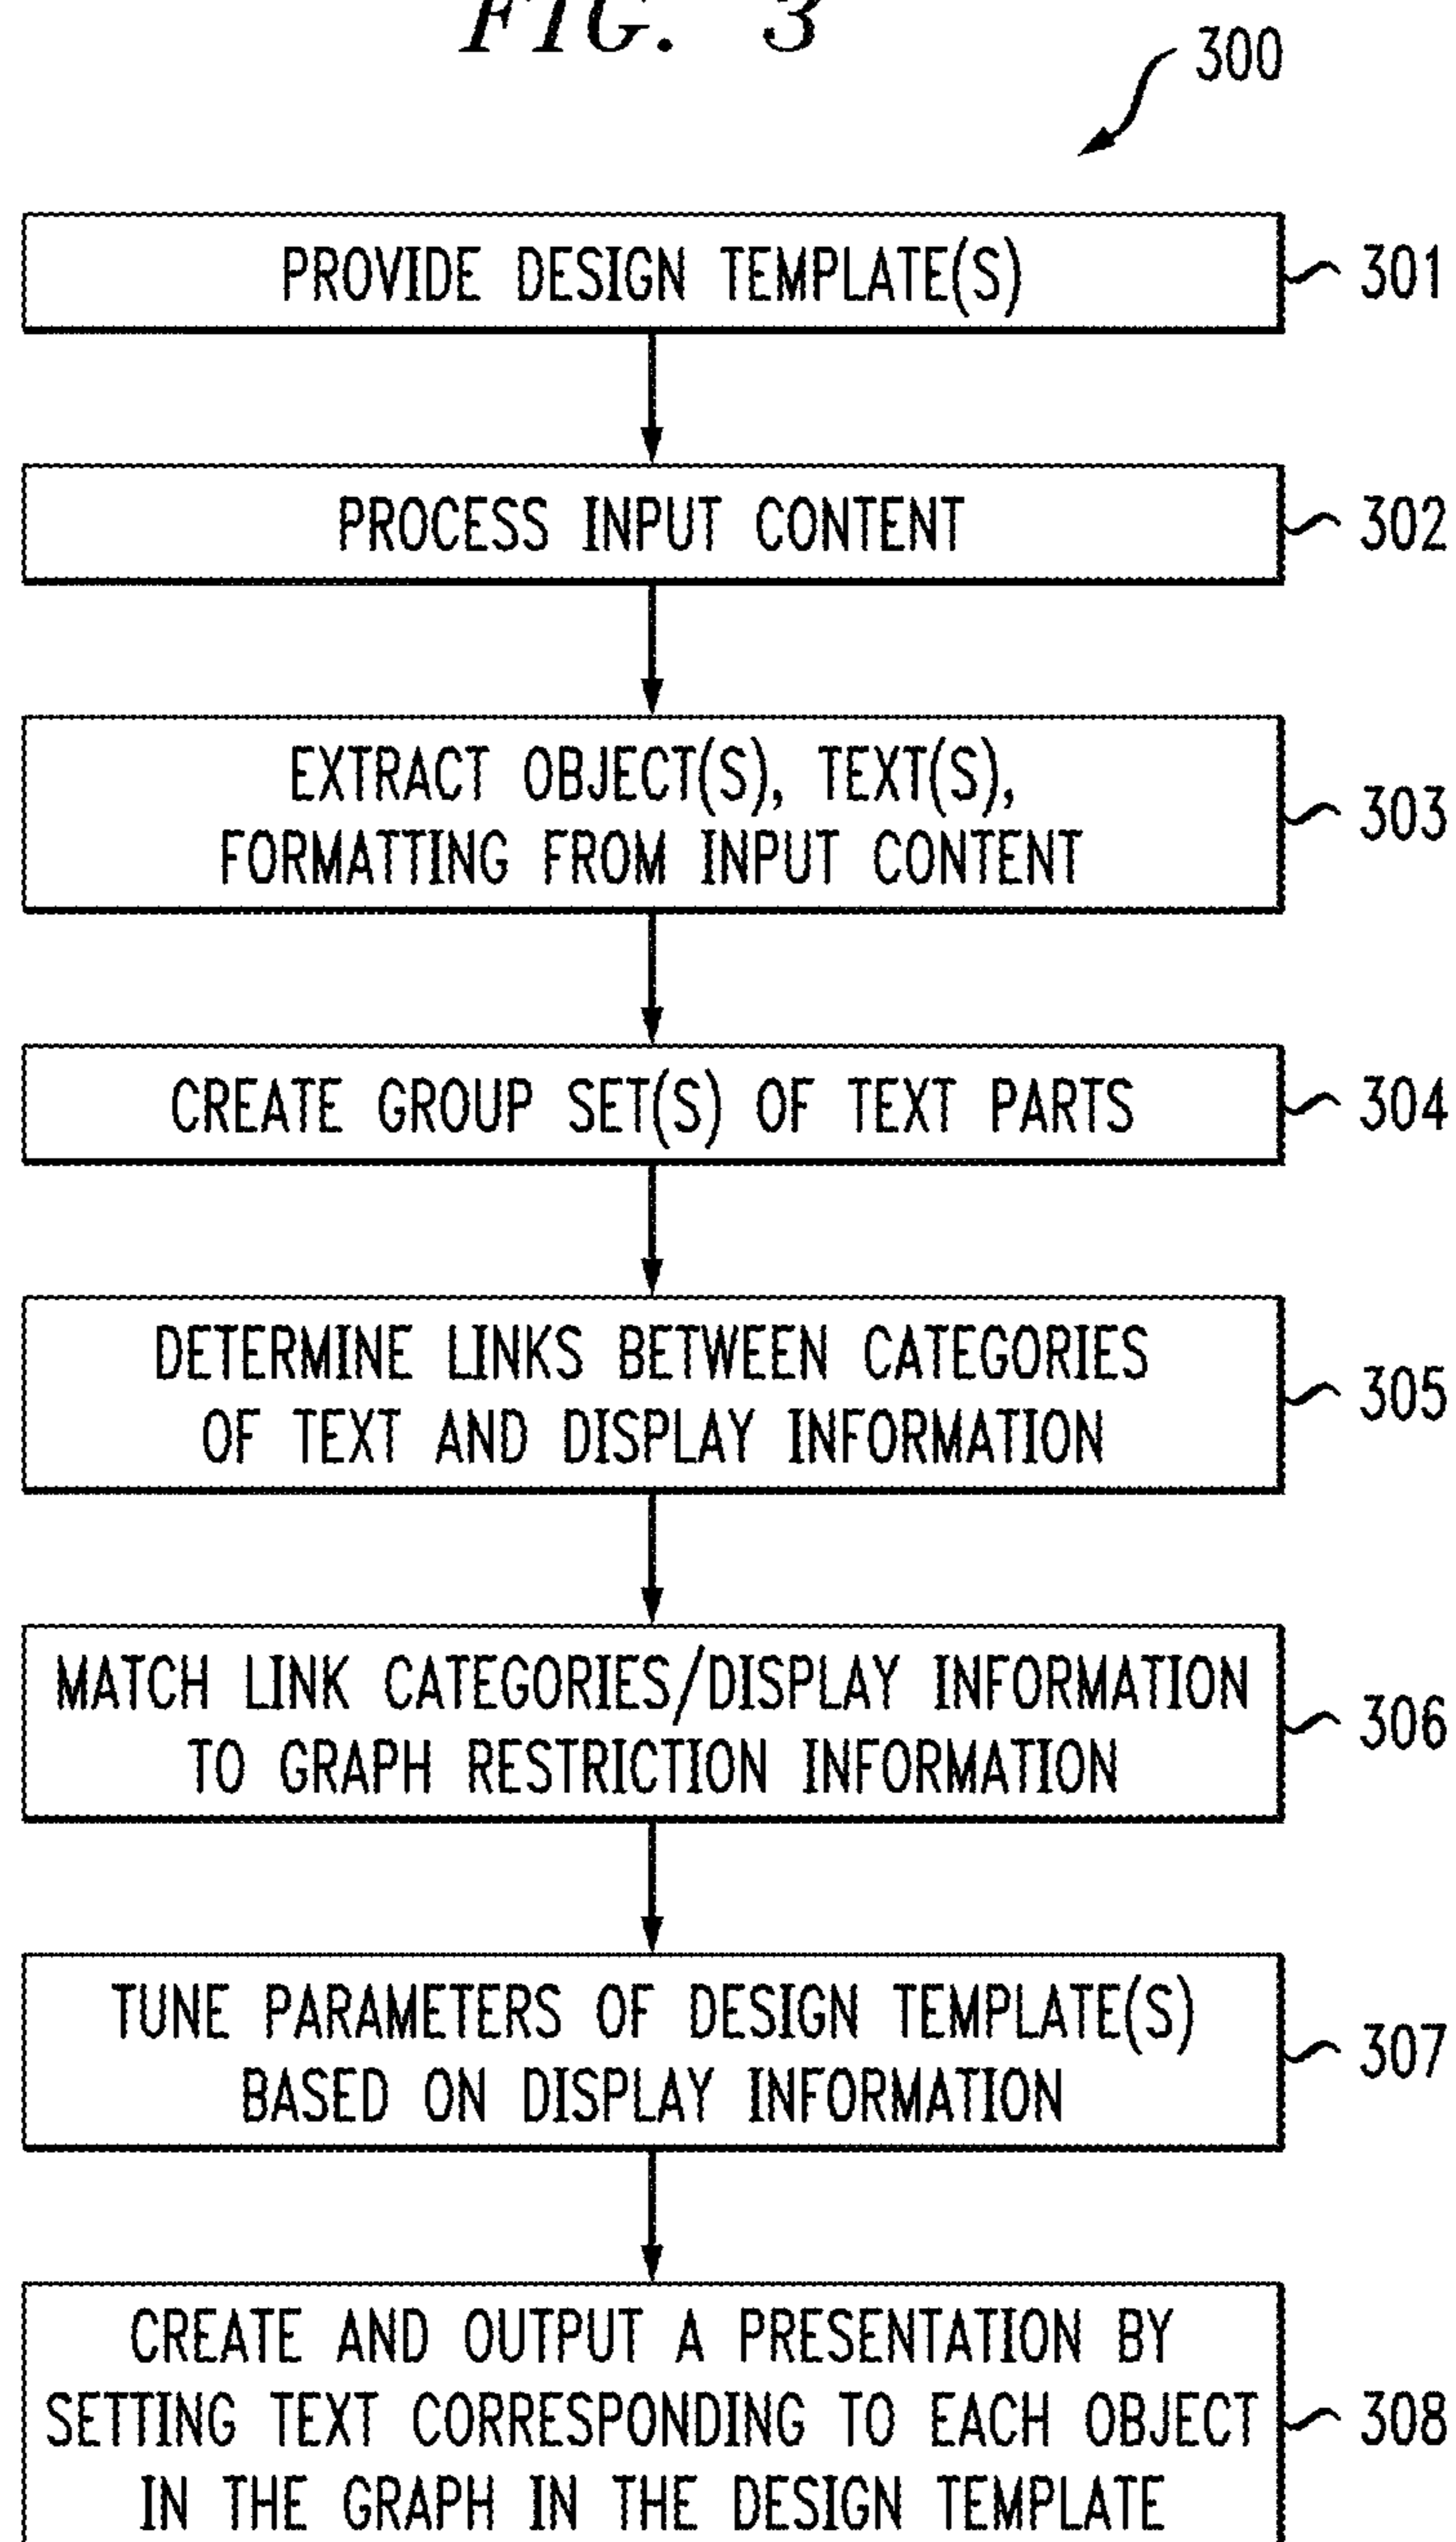 FIG. 3
300
PROVIDE DESIGN TEMPLATE(S)
301
PROCESS INPUT CONTENT
302
EXTRACT OBJECT(S), TEXT(S),
FORMATTING FROM INPUT CONTENT
303
CREATE GROUP SET(S) OF TEXT PARTS
304
DETERMINE LINKS BETWEEN CATEGORIES
OF TEXT AND DISPLAY INFORMATION
305
MATCH LINK CATEGORIES/DISPLAY INFORMATION
TO GRAPH RESTRICTION INFORMATION
306
TUNE PARAMETERS OF DESIGN TEMPLATE(S)
BASED ON DISPLAY INFORMATION
307
CREATE AND OUTPUT A PRESENTATION BY
SETTING TEXT CORRESPONDING TO EACH OBJECT
IN THE GRAPH IN THE DESIGN TEMPLATE
308